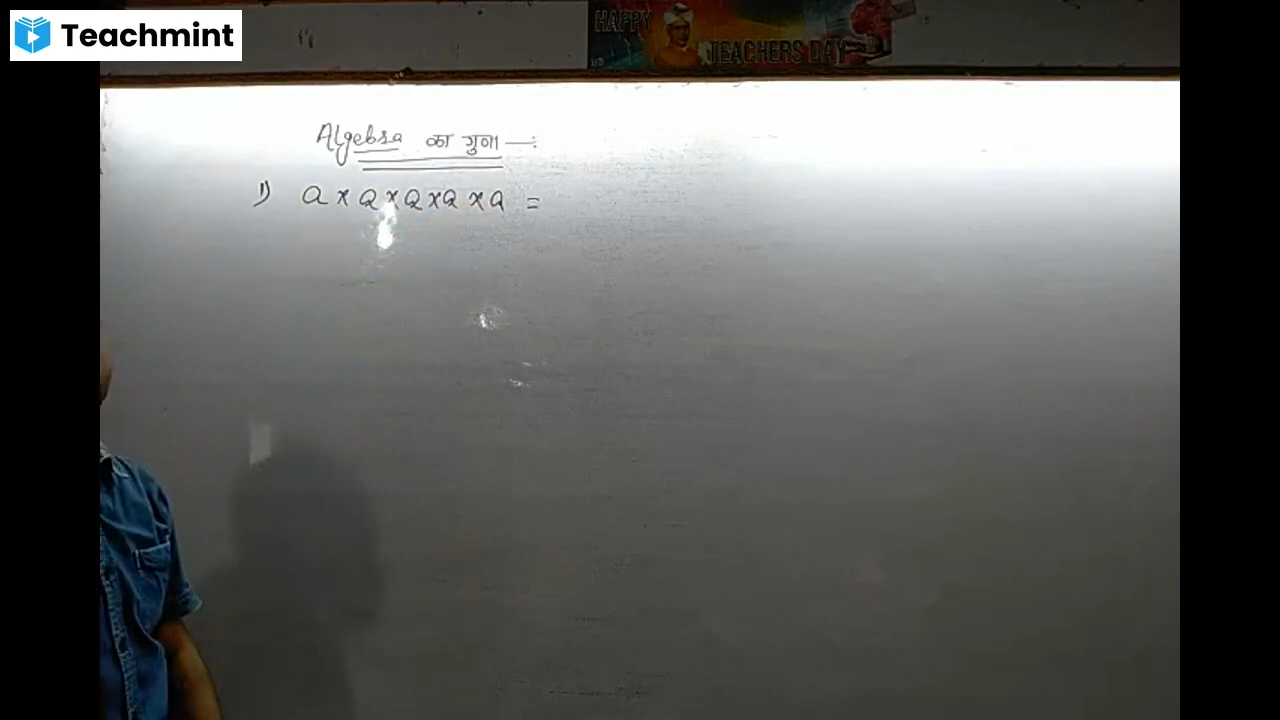 Teachmint
HAPPY
TEACHERS DAY
Algebra का गुणा —:
1) a × a × a × a × a =